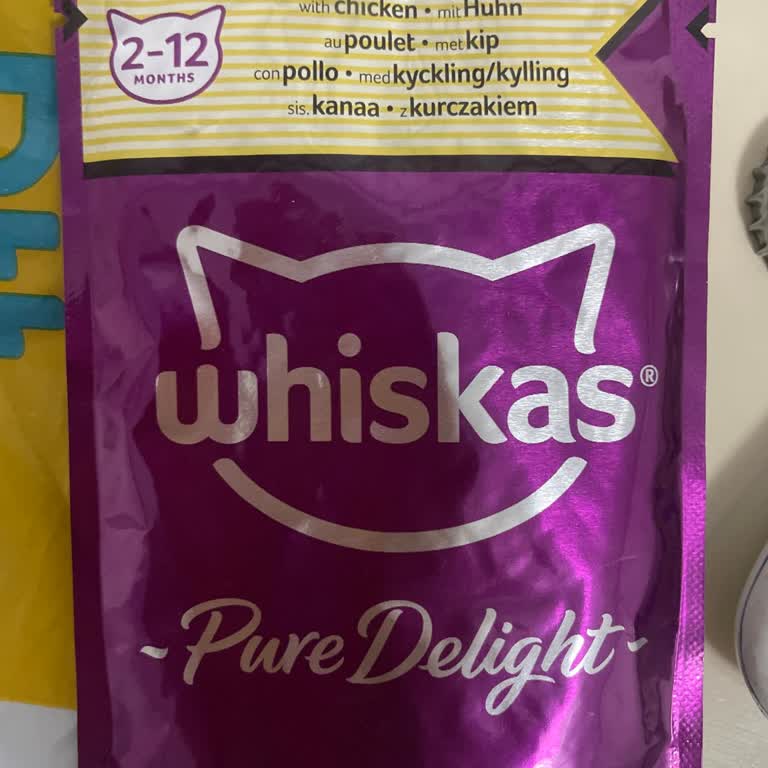 with chicken • mit Huhn
au poulet • met kip
con pollo • med kyckling/kylling
sis. kanaa • z kurczakiem
2-12
MONTHS
whiskas®
~Pure Delight~